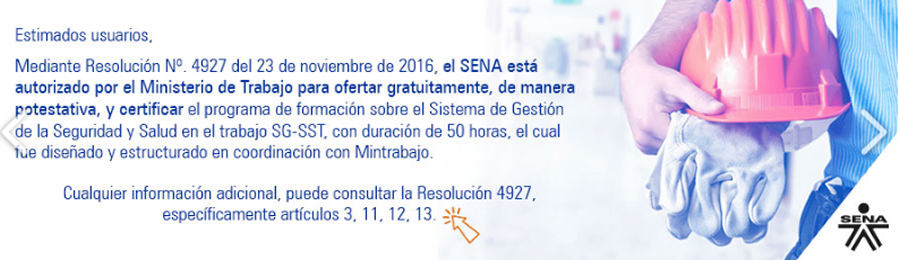 Estimados usuarios,
Mediante Resolución Nº. 4927 del 23 de noviembre de 2016, el SENA está
autorizado por el Ministerio de Trabajo para ofertar gratuitamente, de manera
potestativa, y certificar el programa de formación sobre el Sistema de Gestión
de la Seguridad y Salud en el trabajo SG-SST, con duración de 50 horas, el cual
fue diseñado y estructurado en coordinación con Mintrabajo.
Cualquier información adicional, puede consultar la Resolución 4927,
específicamente artículos 3, 11, 12, 13.
SENA